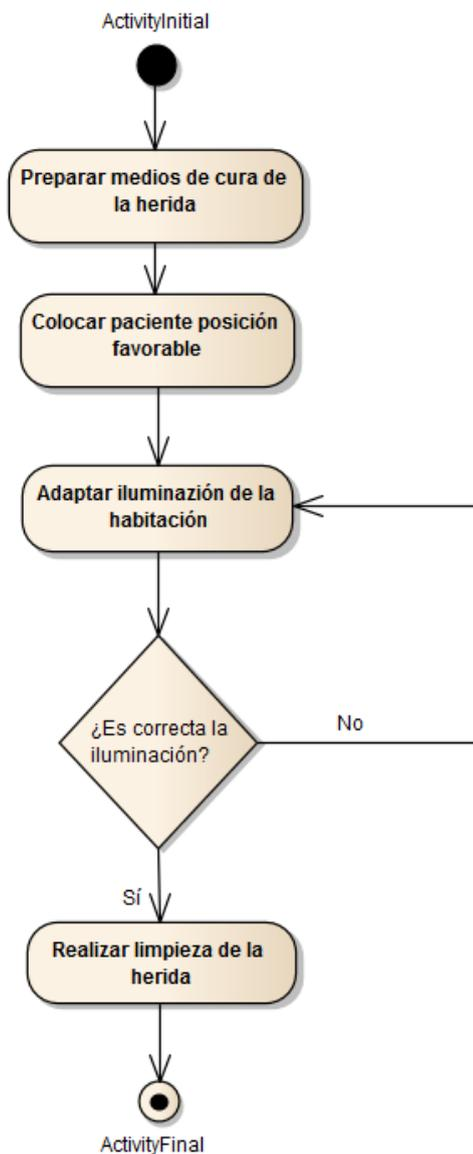 ActivityInitial
Preparar medios de cura de
la herida
Colocar paciente posición
favorable
Adaptar iluminazión de la
habitación
¿Es correcta la
iluminación?
No
Sí
Realizar limpieza de la
herida
ActivityFinal